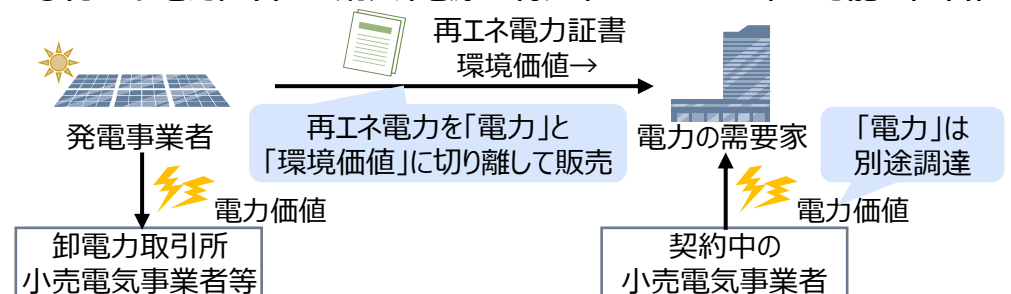 再エネ電力証書
環境価値→
発電事業者
再エネ電力を「電力」と
「環境価値」に切り離して販売
電力の需要家
「電力」は
別途調達
電力価値
電力価値
卸電力取引所
小売電気事業者等
契約中の
小売電気事業者